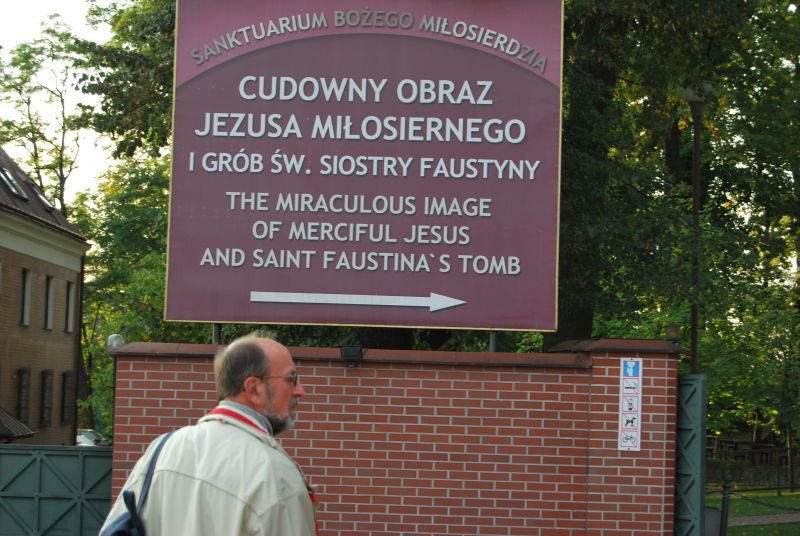 SANKTUARIUM BOŻEGO MIŁOSIERDZIA
CUDOWNY OBRAZ
JEZUSA MIŁOSIERNEGO
I GRÓB ŚW. SIOSTRY FAUSTYNY
THE MIRACULOUS IMAGE
OF MERCIFUL JESUS
AND SAINT FAUSTINA`S TOMB